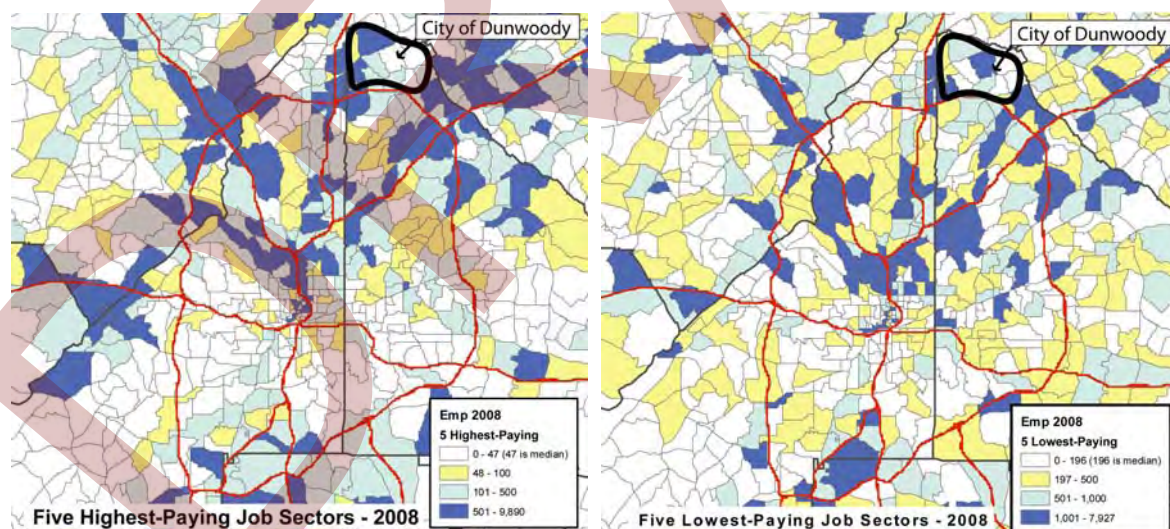 City of Dunwoody
Emp 2008
5 Highest-Paying
0 - 47 (47 is median)
48 - 100
101 - 500
501 - 9,890
Five Highest-Paying Job Sectors - 2008
City of Dunwoody
Emp 2008
5 Lowest-Paying
0 - 196 (196 is median)
197 - 500
501 - 1,000
1,001 - 7,927
Five Lowest-Paying Job Sectors - 2008